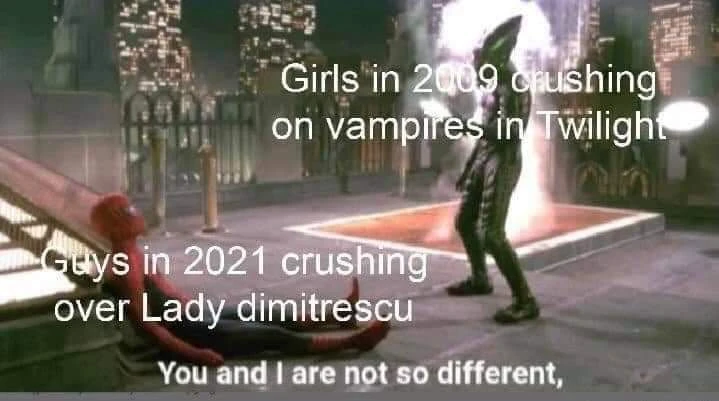 Girls in 2009 crushing
on vampires in Twilight
Guys in 2021 crushing
over Lady dimitrescu
You and I are not so different,